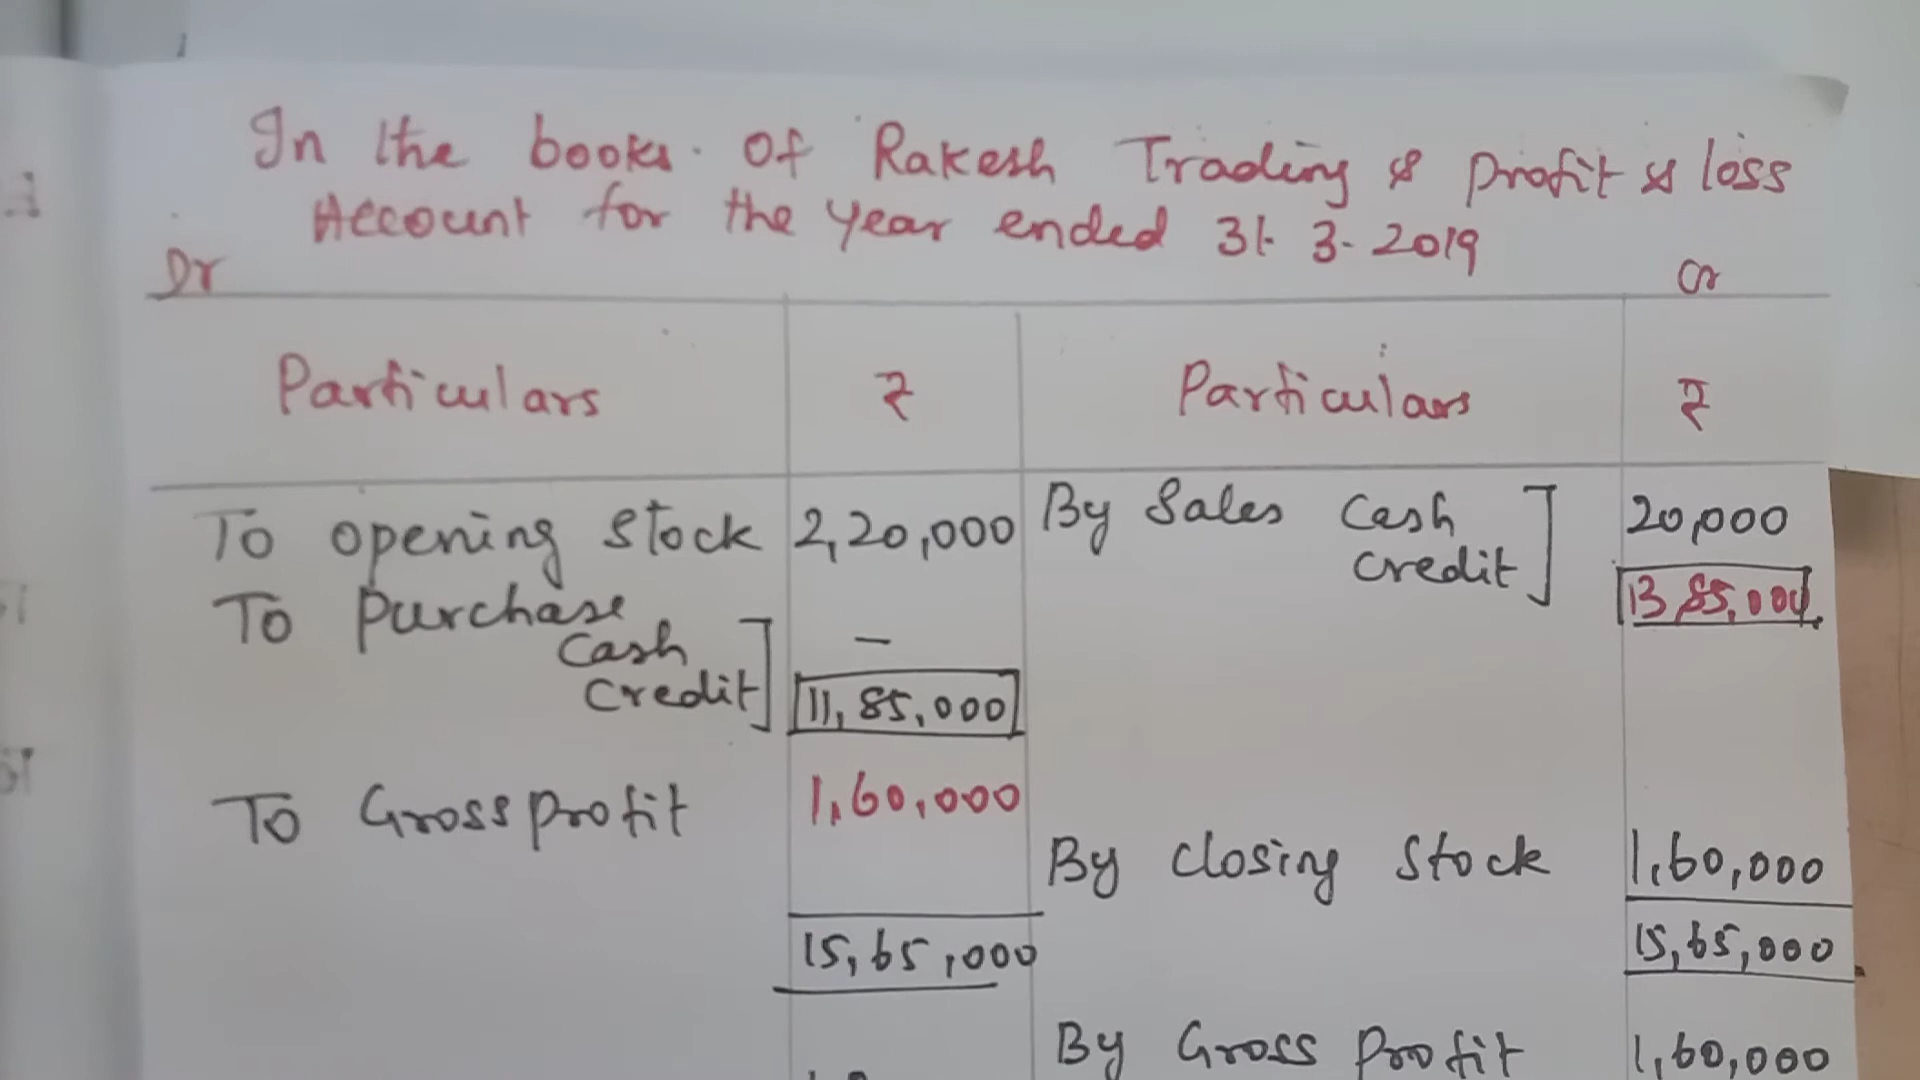 In the books of Rakesh Trading & profit & loss
Account for the year ended 31-3-2019
Dr Cr
Particulars ₹ Particulars ₹
To opening Stock 2,20,000 By Sales Cash 20,000
credit] 13,85,000
To purchase
Cash –
credit] 11,85,000
To Gross profit 1,60,000
By closing Stock 1,60,000
15,65,000 15,65,000
By Gross Profit 1,60,000